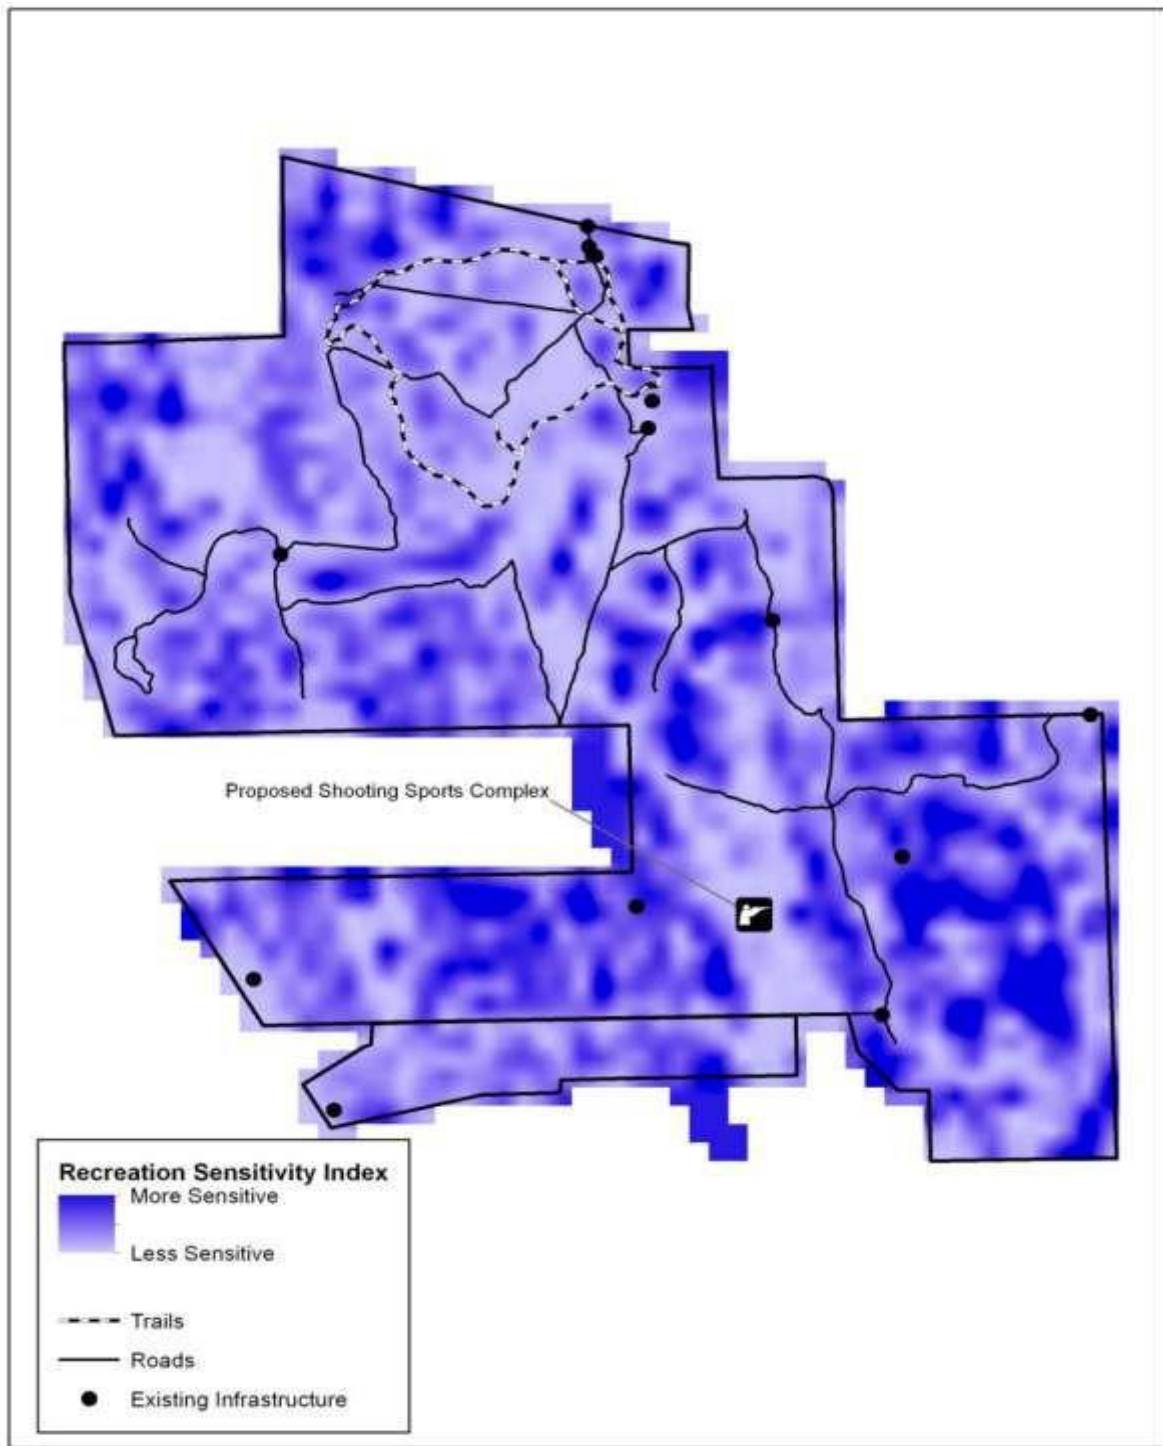 Proposed Shooting Sports Complex
Recreation Sensitivity Index
More Sensitive
Less Sensitive
Trails
Roads
Existing Infrastructure